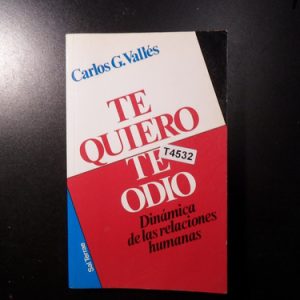 Carlos G. Vallés
TE
QUIERO
TE
T4532
ODIO
Dinámica
de las relaciones
humanas
Sal Terrae